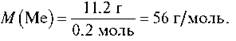 M(Me) = 11.2 г / 0.2 моль = 56 г/моль.